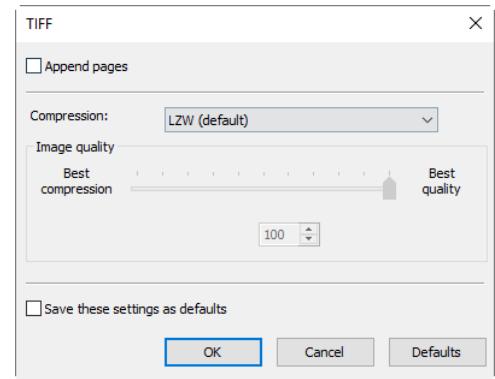 TIFF
Append pages
Compression:
LZW (default)
Image quality
Best
compression
Best
quality
100
Save these settings as defaults
OK
Cancel
Defaults